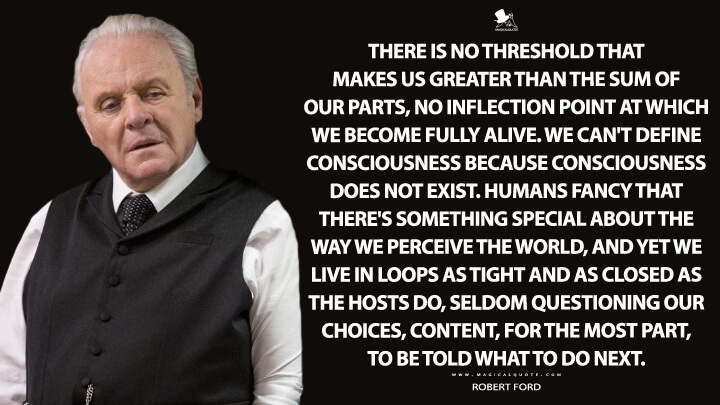 MAGICALQUOTE
THERE IS NO THRESHOLD THAT
MAKES US GREATER THAN THE SUM OF
OUR PARTS, NO INFLECTION POINT AT WHICH
WE BECOME FULLY ALIVE. WE CAN'T DEFINE
CONSCIOUSNESS BECAUSE CONSCIOUSNESS
DOES NOT EXIST. HUMANS FANCY THAT
THERE'S SOMETHING SPECIAL ABOUT THE
WAY WE PERCEIVE THE WORLD, AND YET WE
LIVE IN LOOPS AS TIGHT AND AS CLOSED AS
THE HOSTS DO, SELDOM QUESTIONING OUR
CHOICES, CONTENT, FOR THE MOST PART,
TO BE TOLD WHAT TO DO NEXT.
WWW.MAGICALQUOTE.COM
ROBERT FORD